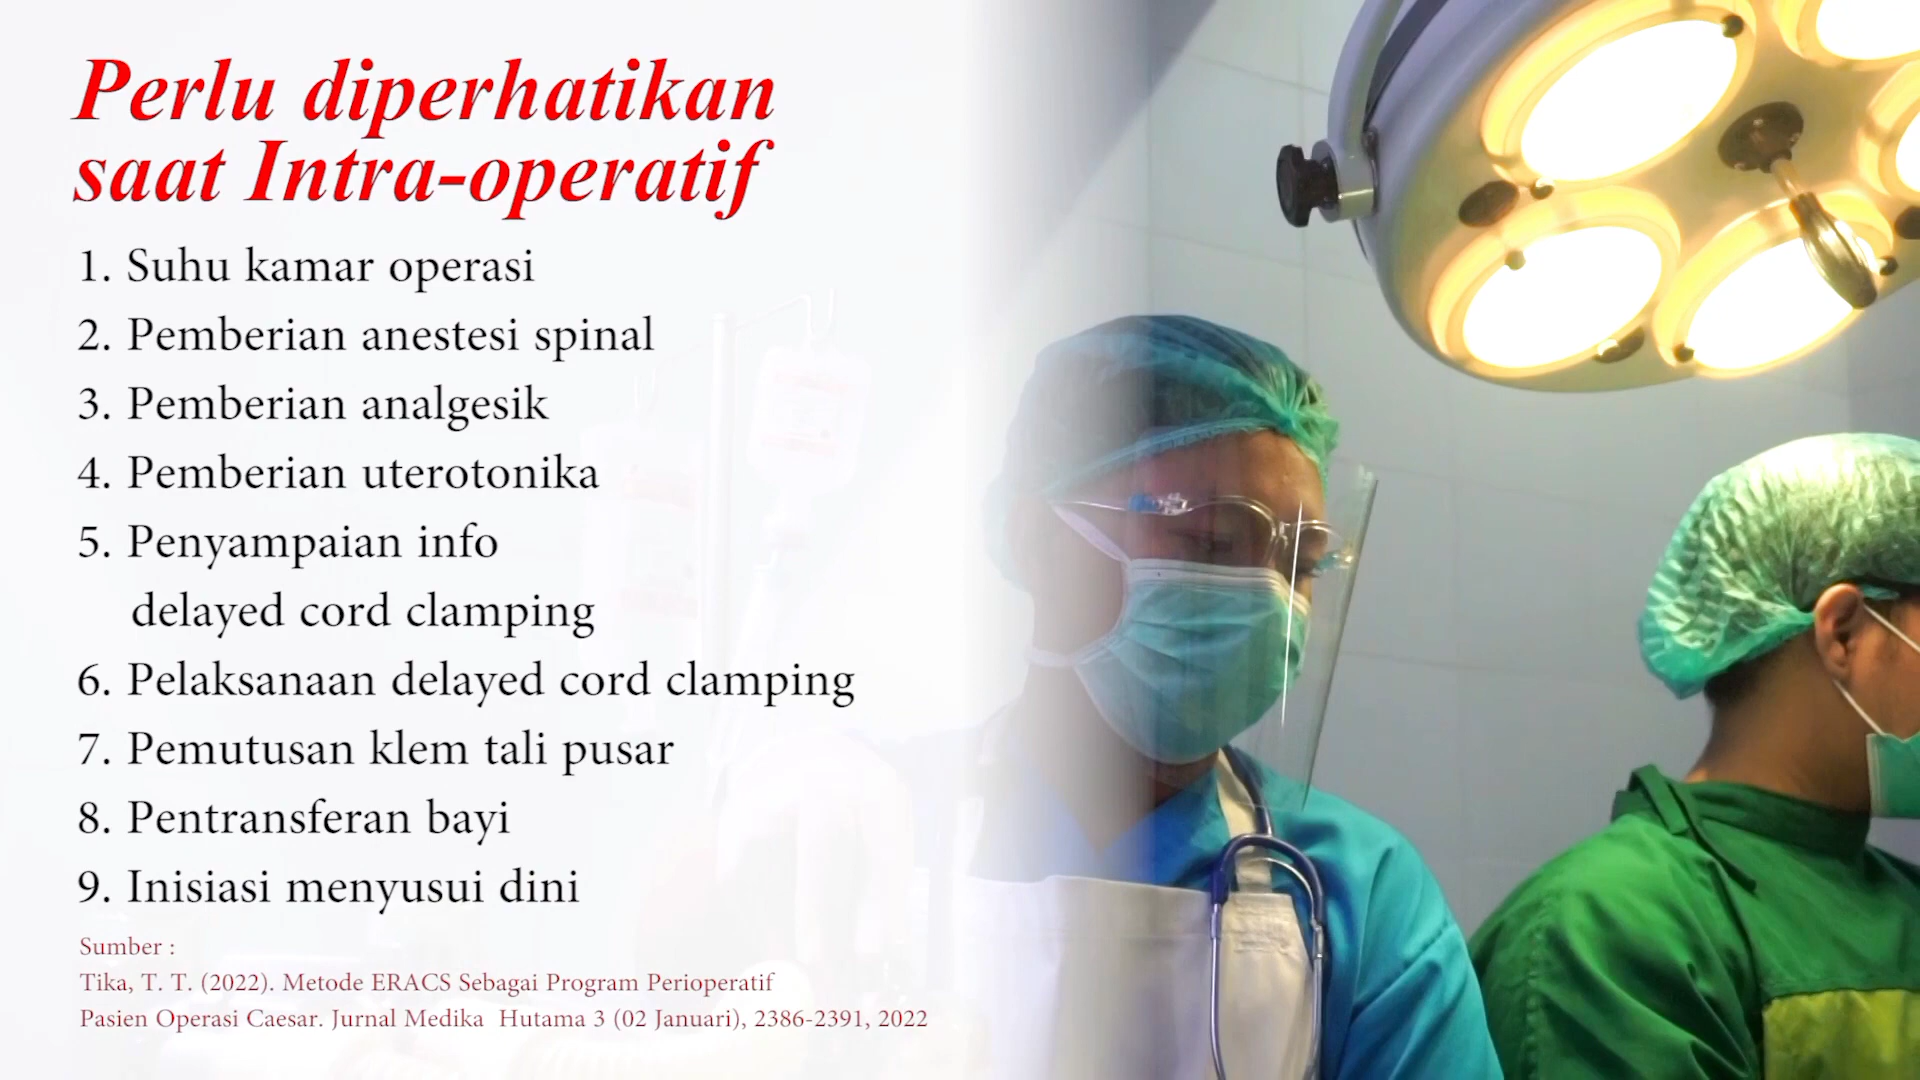 Perlu diperhatikan
saat Intra-operatif
1. Suhu kamar operasi
2. Pemberian anestesi spinal
3. Pemberian analgesik
4. Pemberian uterotonika
5. Penyampaian info
delayed cord clamping
6. Pelaksanaan delayed cord clamping
7. Pemutusan klem tali pusar
8. Pentransferan bayi
9. Inisiasi menyusui dini
Sumber :
Tika, T. T. (2022). Metode ERACS Sebagai Program Perioperatif
Pasien Operasi Caesar. Jurnal Medika Hutama 3 (02 Januari), 2386-2391, 2022